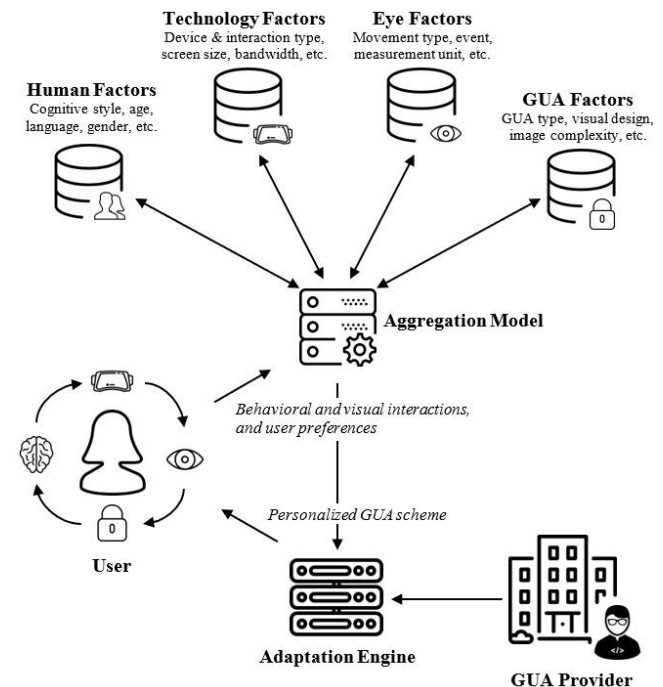 Technology Factors
Device & interaction type,
screen size, bandwidth, etc.
Eye Factors
Movement type, event,
measurement unit, etc.
Human Factors
Cognitive style, age,
language, gender, etc.
GUA Factors
GUA type, visual design,
image complexity, etc.
Aggregation Model
Behavioral and visual interactions,
and user preferences
Personalized GUA scheme
User
Adaptation Engine
</>
GUA Provider